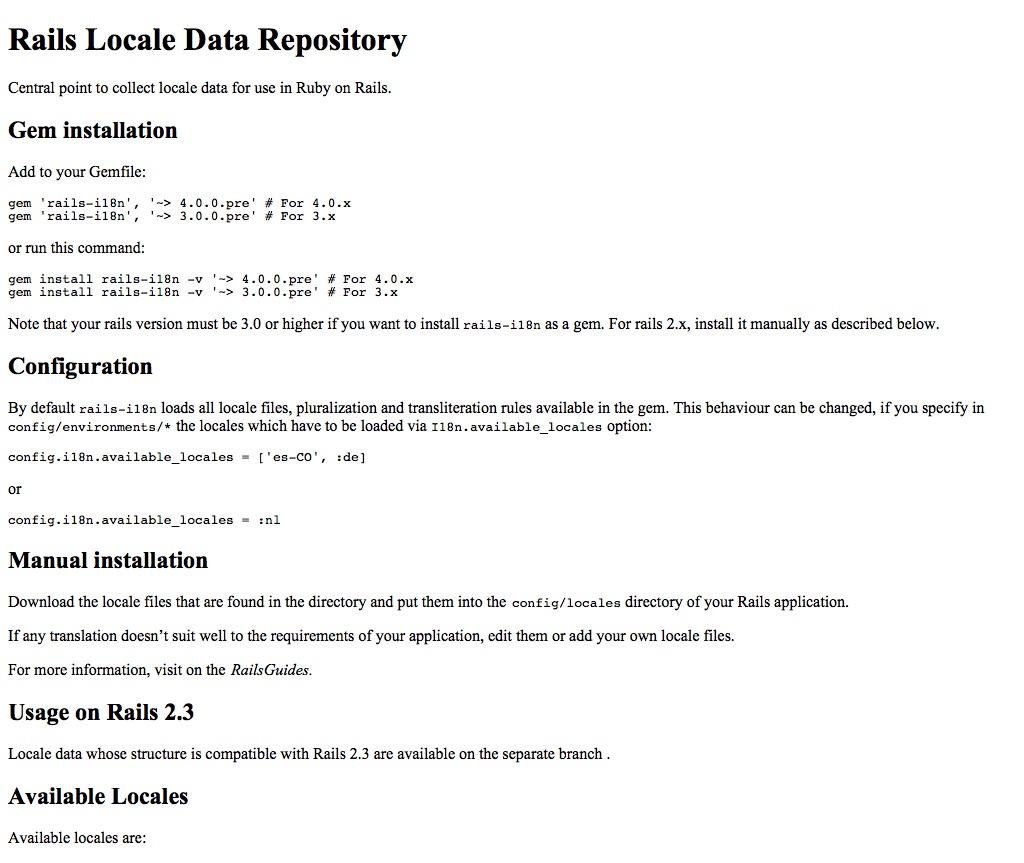 Rails Locale Data Repository
Central point to collect locale data for use in Ruby on Rails.
Gem installation
Add to your Gemfile:
gem 'rails-i18n', '~> 4.0.0.pre' # For 4.0.x
gem 'rails-i18n', '~> 3.0.0.pre' # For 3.x
or run this command:
gem install rails-i18n -v '~> 4.0.0.pre' # For 4.0.x
gem install rails-i18n -v '~> 3.0.0.pre' # For 3.x
Note that your rails version must be 3.0 or higher if you want to install rails-i18n as a gem. For rails 2.x, install it manually as described below.
Configuration
By default rails-i18n loads all locale files, pluralization and transliteration rules available in the gem. This behaviour can be changed, if you specify in
config/environments/* the locales which have to be loaded via I18n.available_locales option:
config.i18n.available_locales = ['es-CO', :de]
or
config.i18n.available_locales = :nl
Manual installation
Download the locale files that are found in the directory and put them into the config/locales directory of your Rails application.
If any translation doesn’t suit well to the requirements of your application, edit them or add your own locale files.
For more information, visit on the RailsGuides.
Usage on Rails 2.3
Locale data whose structure is compatible with Rails 2.3 are available on the separate branch .
Available Locales
Available locales are: